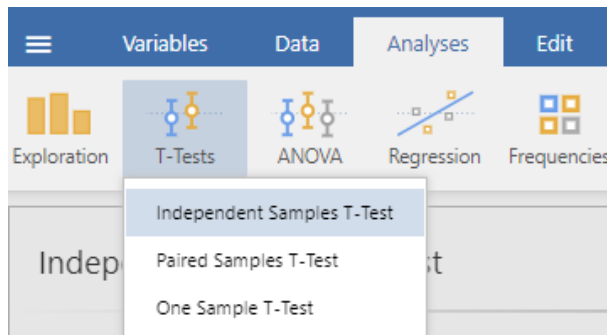 Variables Data Analyses Edit
Exploration T-Tests ANOVA Regression Frequencies
Independent Samples T-Test
Indep st
Paired Samples T-Test
One Sample T-Test